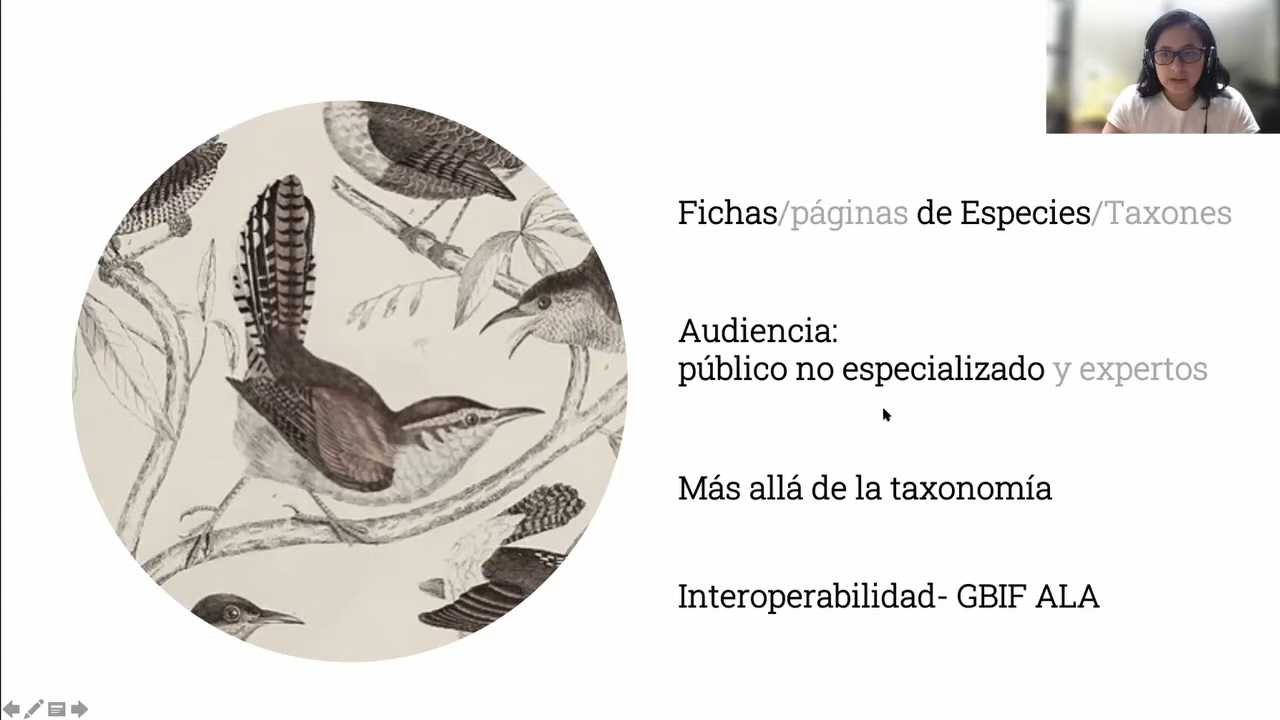 Fichas/páginas de Especies/Taxones
Audiencia:
público no especializado y expertos
Más allá de la taxonomía
Interoperabilidad- GBIF ALA